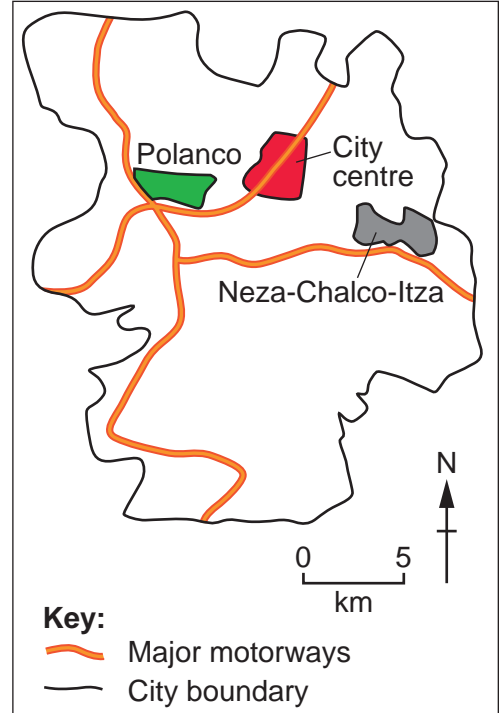 Polanco
City
centre
Neza-Chalco-Itza
N
0 5
km
Key:
Major motorways
City boundary